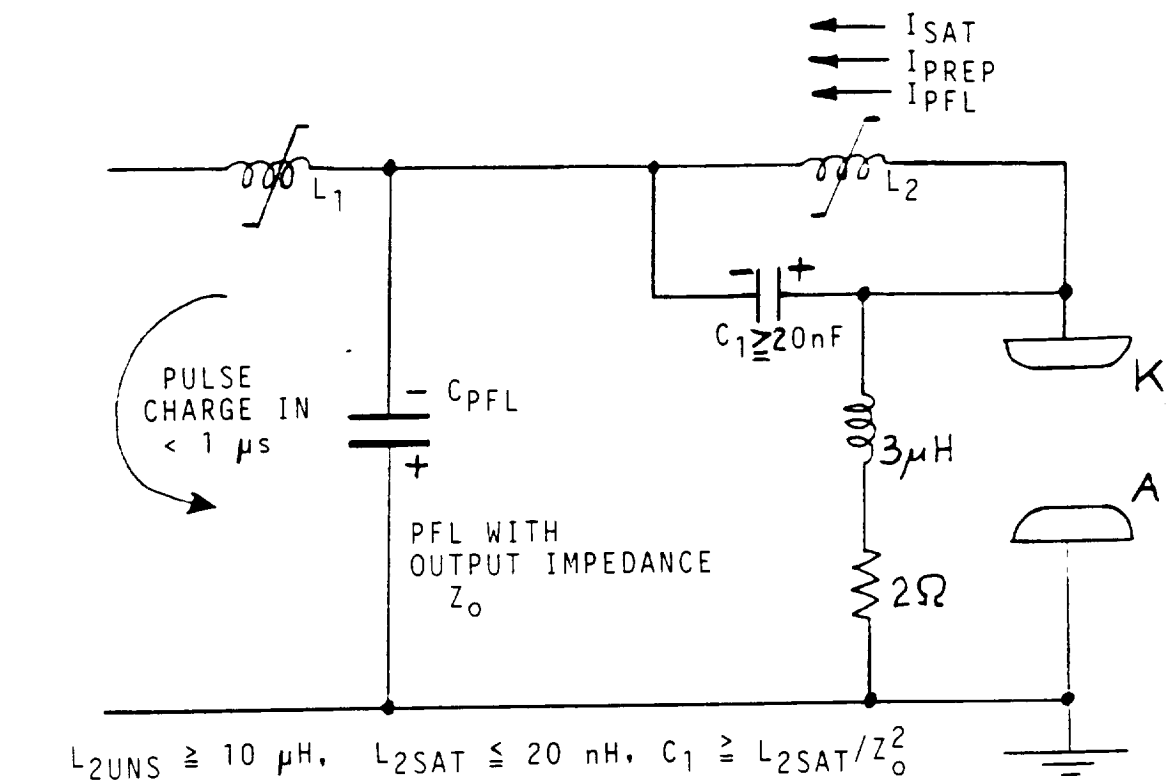 I_SAT
I_PREP
I_PFL
L_1
L_2
- +
C_1 ≧ 20nF
K
PULSE
CHARGE IN
< 1 μs
- C_PFL
+
3μH
A
PFL WITH
OUTPUT IMPEDANCE
Z_o
2Ω
L_2UNS ≧ 10 μH, L_2SAT ≦ 20 nH, C_1 ≧ L_2SAT/Z_o^2